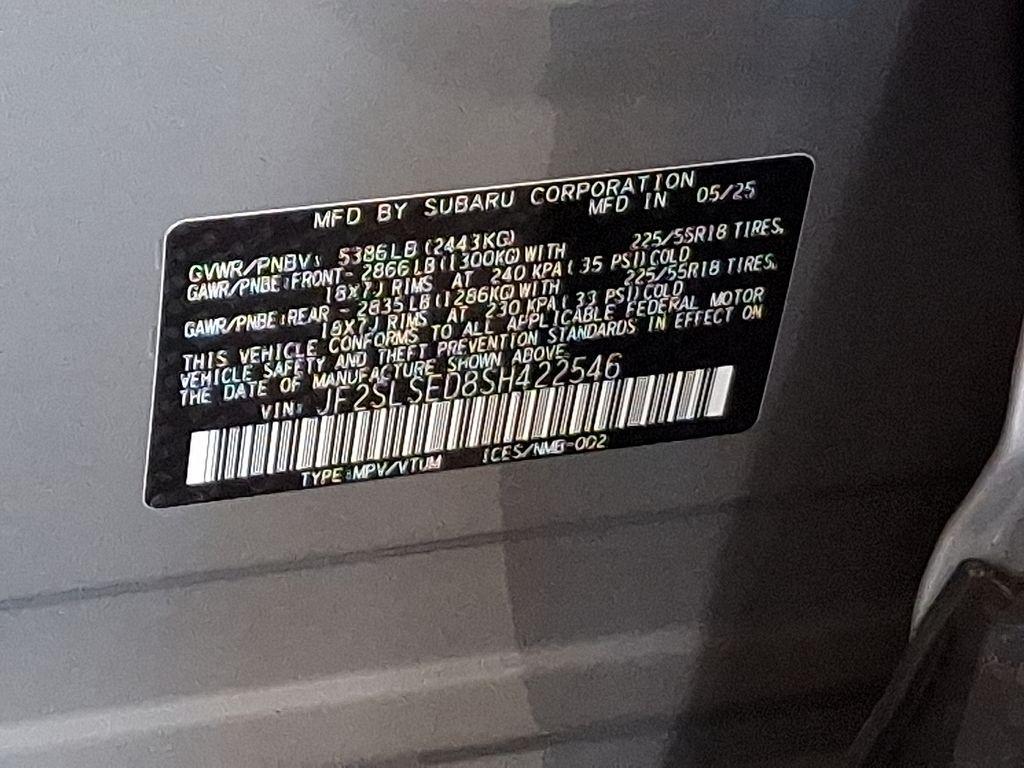 MFD BY SUBARU CORPORATION
MFD IN 05/25
GVWR/PNBV: 5386LB (2443KG)
GAWR/PNBE:FRONT- 2866LB(1300KG)WITH 225/55R18 TIRES,
18X7J RIMS AT 240 KPA( 35 PSI)COLD
GAWR/PNBE:REAR - 2835LB(1286KG)WITH 225/55R18 TIRES,
18X7J RIMS AT 230 KPA( 33 PSI)COLD
THIS VEHICLE CONFORMS TO ALL APPLICABLE FEDERAL MOTOR
VEHICLE SAFETY AND THEFT PREVENTION STANDARDS IN EFFECT ON
THE DATE OF MANUFACTURE SHOWN ABOVE.
VIN: JF2SLSED8SH422546
TYPE:MPV/VTUM ICES/NMB-002